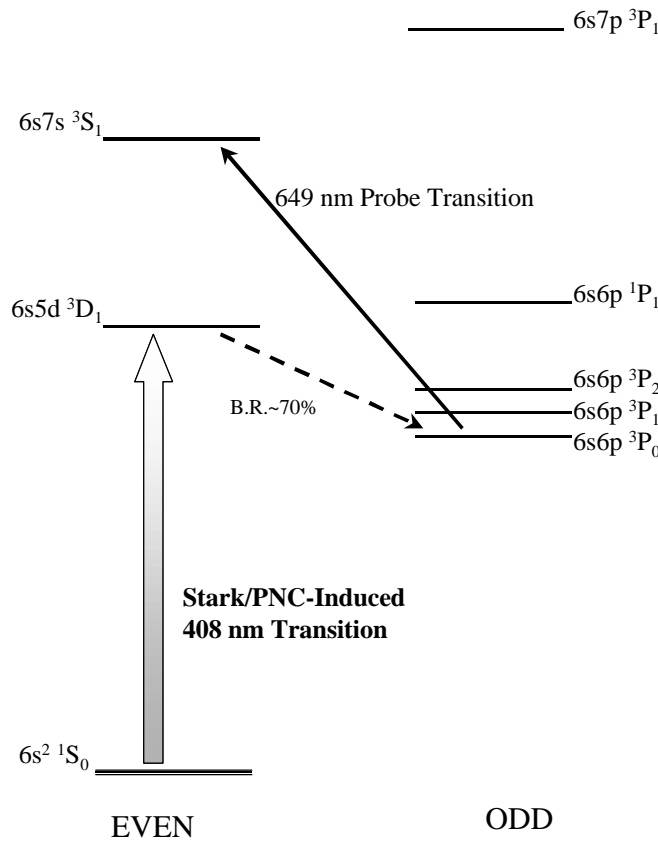 6s7p ³P₁
6s7s ³S₁
649 nm Probe Transition
6s6p ¹P₁
6s5d ³D₁
6s6p ³P₂
B.R.~70%
6s6p ³P₁
6s6p ³P₀
Stark/PNC-Induced
408 nm Transition
6s² ¹S₀
EVEN
ODD